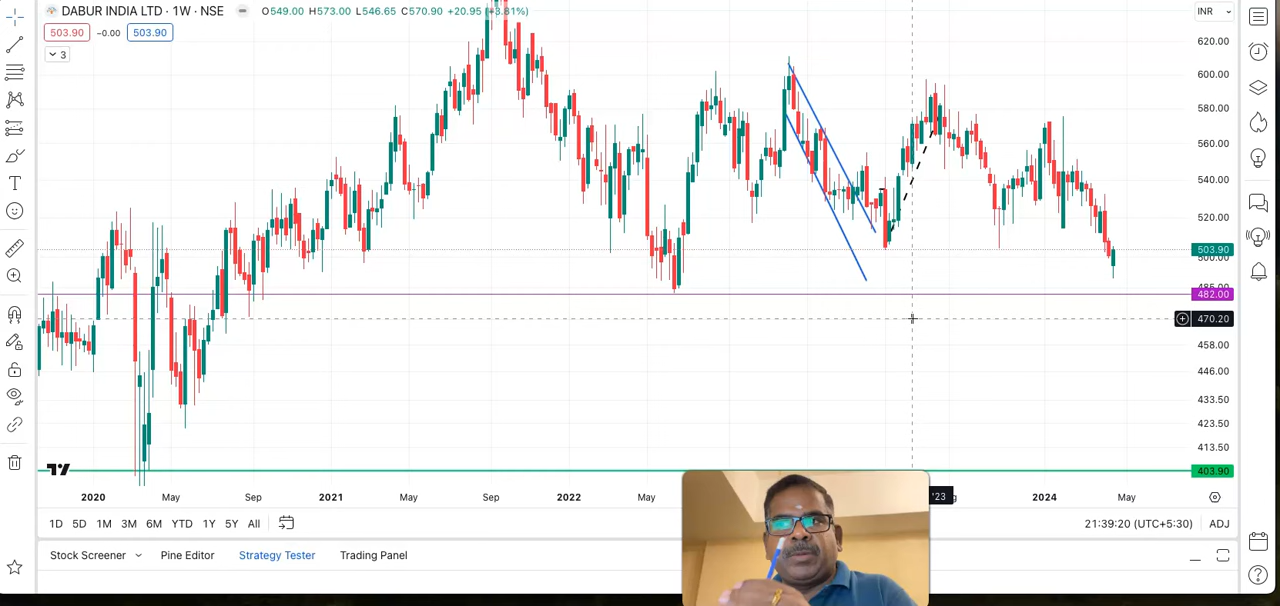 DABUR INDIA LTD · 1W · NSE
O549.00 H573.00 L546.65 C570.90 +20.95 (+3.81%)
INR
503.90 −0.00 503.90
3
620.00
600.00
580.00
560.00
540.00
520.00
503.90
500.00
485.00
482.00
470.20
458.00
446.00
433.50
423.50
413.50
403.90
2020 May Sep 2021 May Sep 2022 May '23 2024 May
1D 5D 1M 3M 6M YTD 1Y 5Y All
21:39:20 (UTC+5:30) ADJ
Stock Screener Pine Editor Strategy Tester Trading Panel